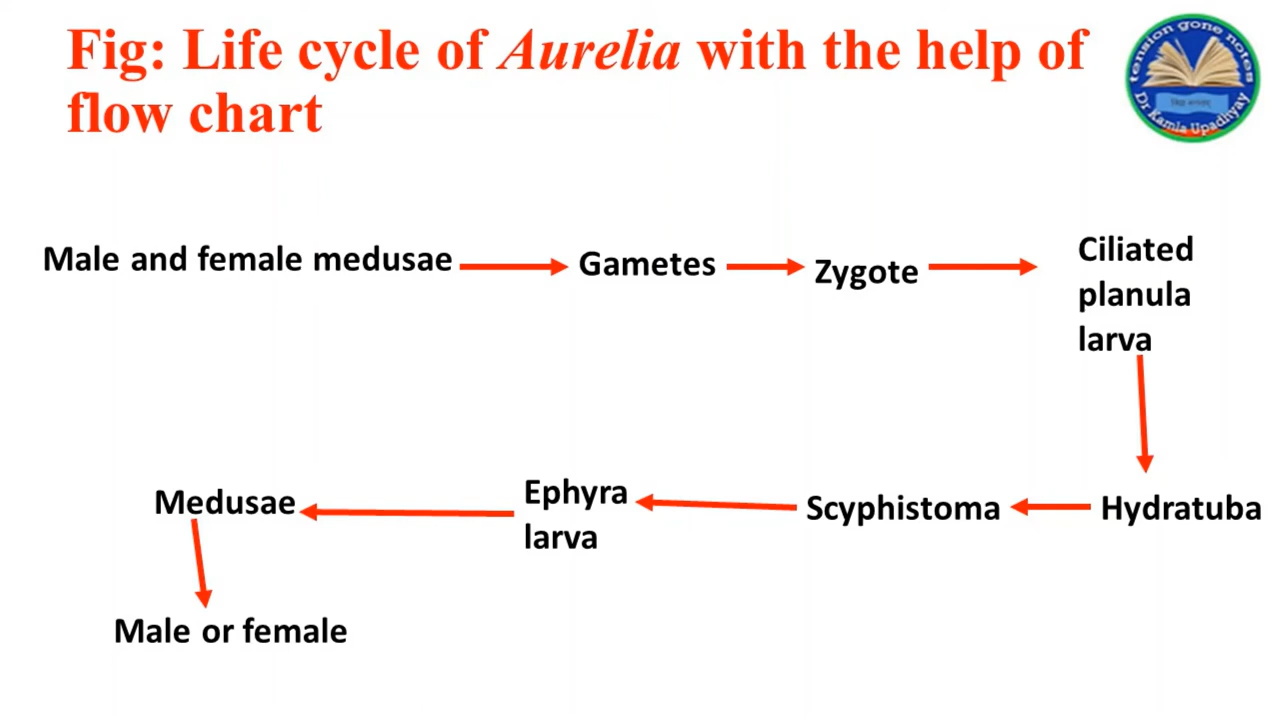 Fig: Life cycle of Aurelia with the help of
flow chart
tension gone notes
Dr Kamla Upadhyay
Male and female medusae
Gametes
Zygote
Ciliated
planula
larva
Hydratuba
Scyphistoma
Ephyra
larva
Medusae
Male or female